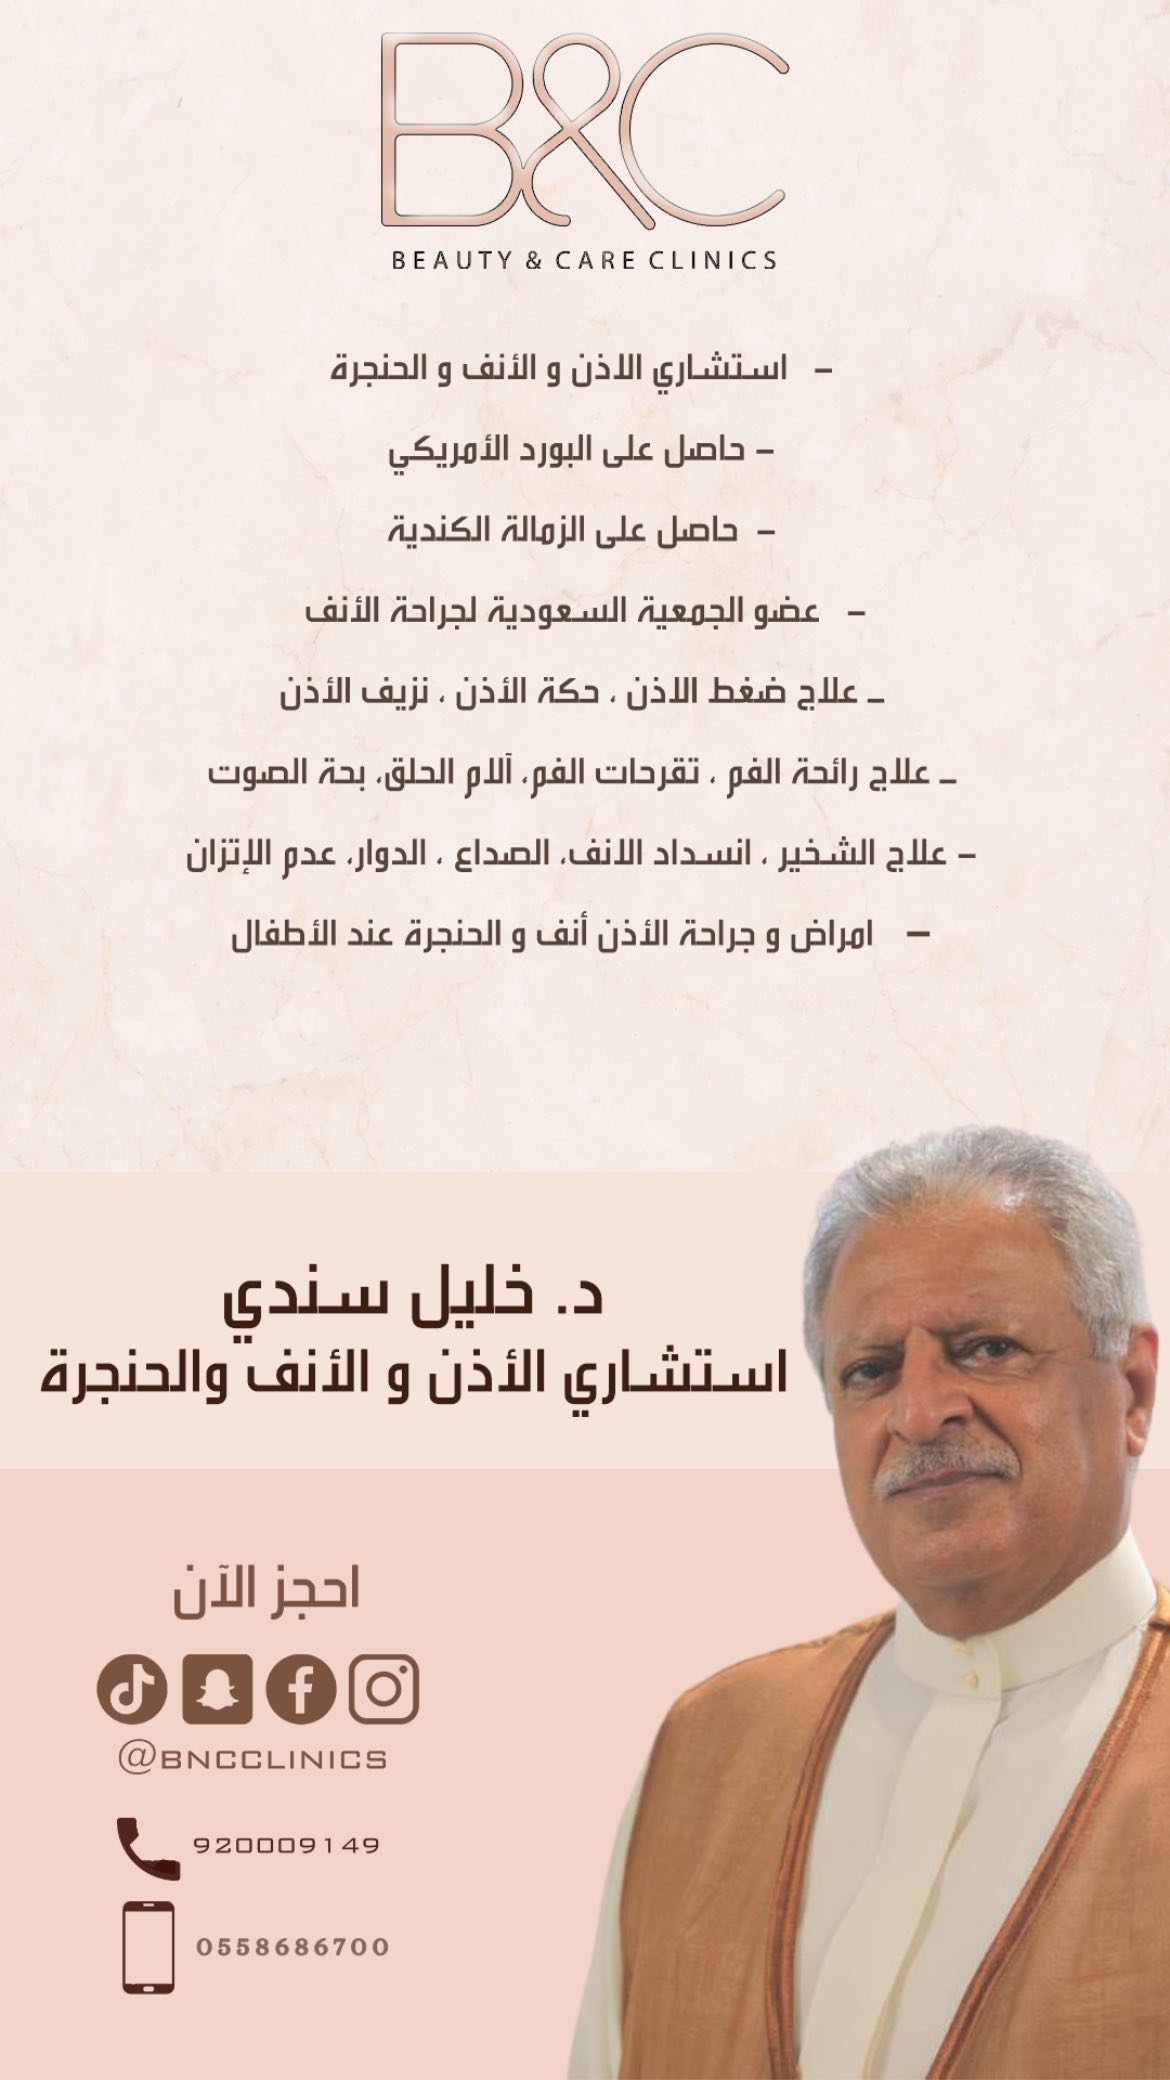 B&C
BEAUTY & CARE CLINICS
- استشاري الاذن و الأنف و الحنجرة
- حاصل على البورد الأمريكي
- حاصل على الزمالة الكندية
- عضو الجمعية السعودية لجراحة الأنف
ـ علاج ضغط الاذن ، حكة الأذن ، نزيف الأذن
ـ علاج رائحة الفم ، تقرحات الفم، آلام الحلق، بحة الصوت
- علاج الشخير ، انسداد الانف، الصداع ، الدوار، عدم الإتزان
- امراض و جراحة الأذن أنف و الحنجرة عند الأطفال
د. خليل سندي
استشاري الأذن و الأنف والحنجرة
احجز الآن
@BNCCLINICS
920009149
0558686700